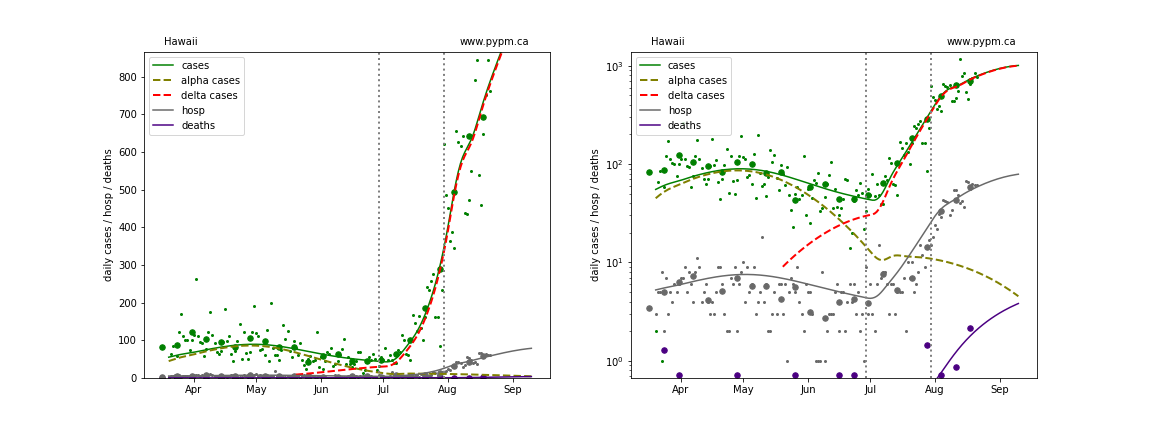 Hawaii www.pypm.ca
cases
alpha cases
delta cases
hosp
deaths
daily cases / hosp / deaths
800
700
600
500
400
300
200
100
0
Apr May Jun Jul Aug Sep
Hawaii www.pypm.ca
cases
alpha cases
delta cases
hosp
deaths
daily cases / hosp / deaths
10³
10²
10¹
10⁰
Apr May Jun Jul Aug Sep